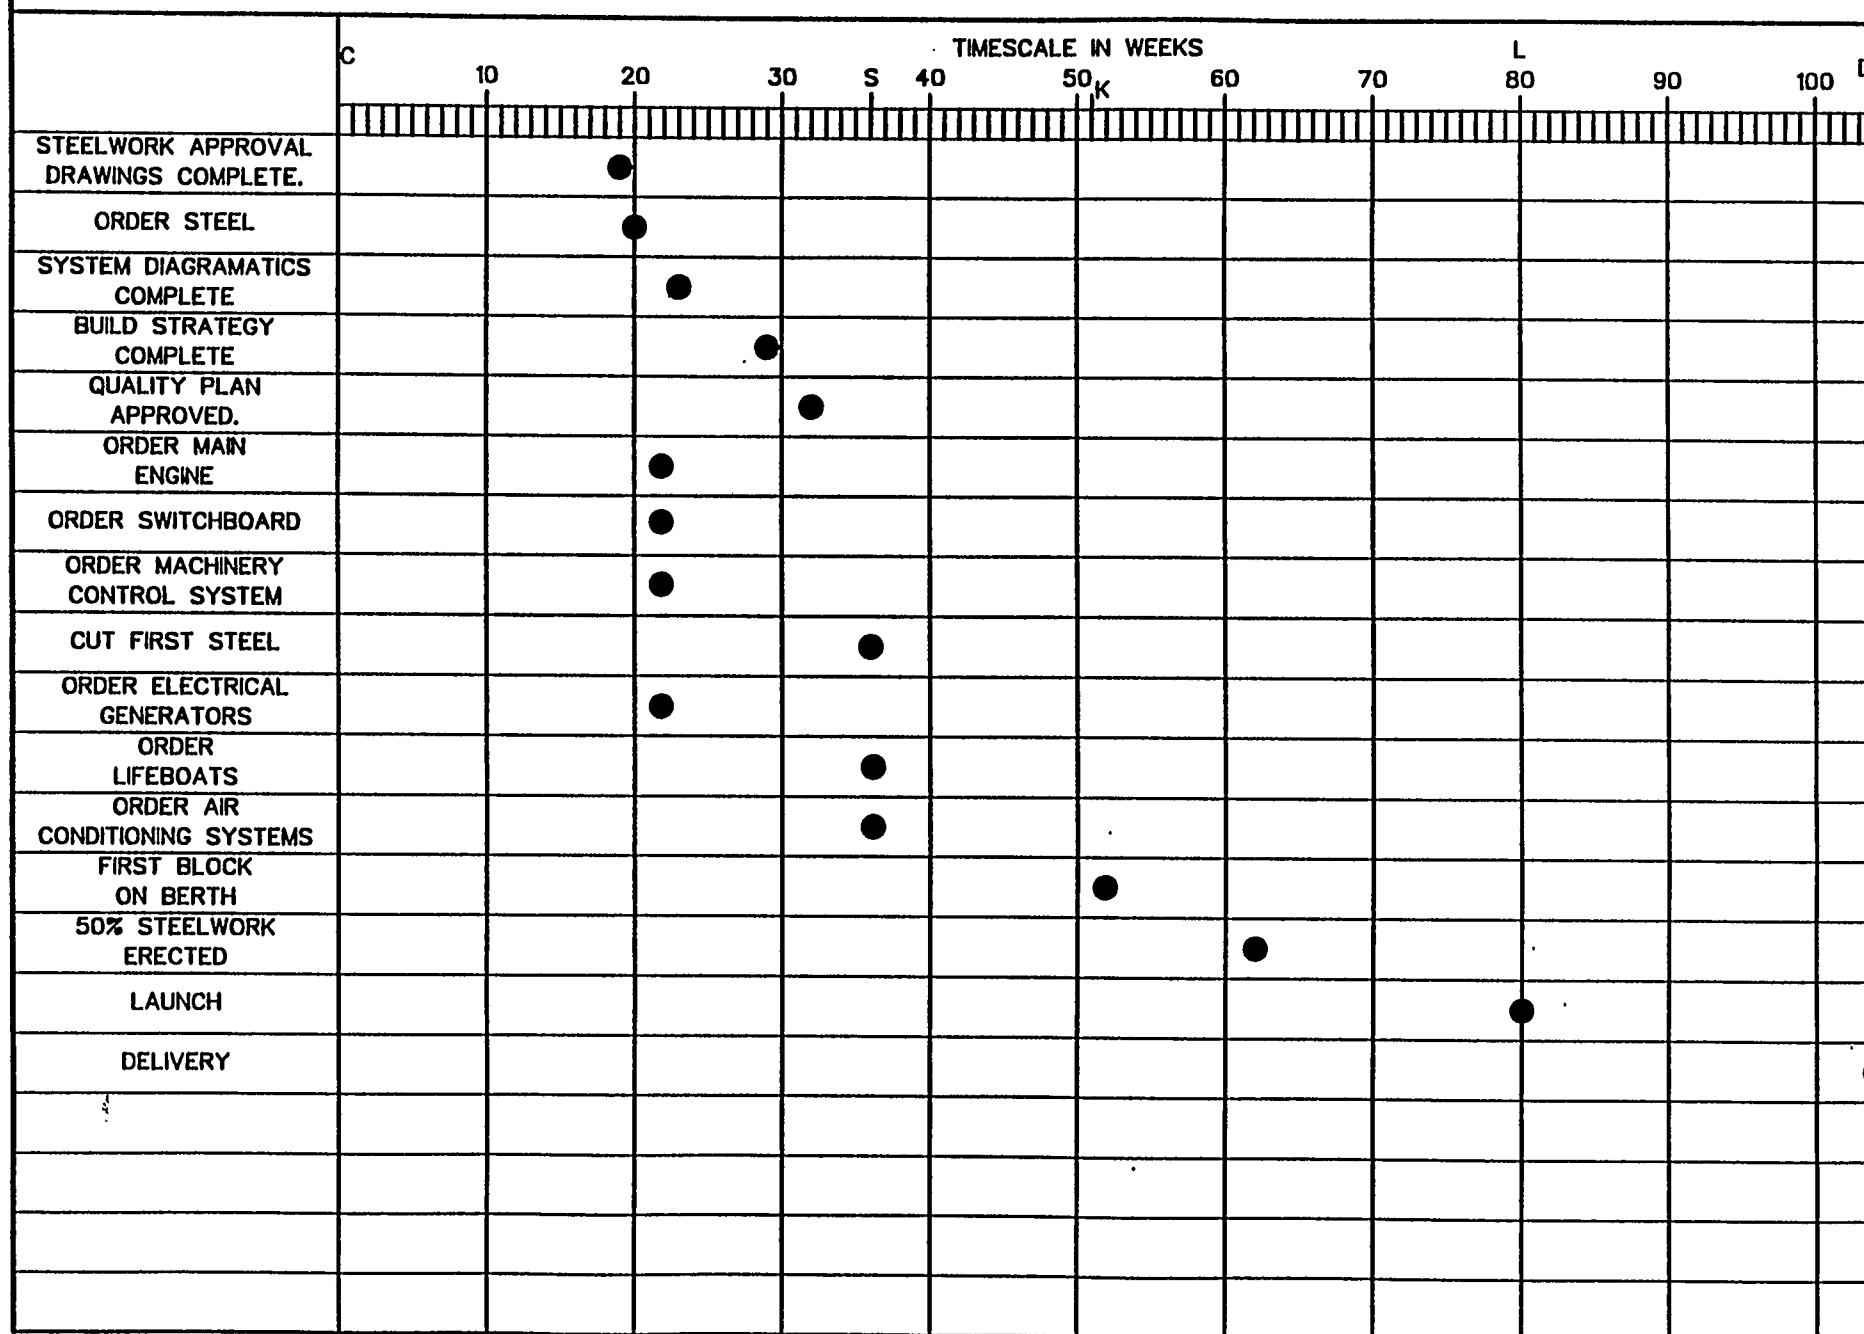 TIMESCALE IN WEEKS
C 10 20 30 S 40 50 K 60 70 L 80 90 100
STEELWORK APPROVAL
DRAWINGS COMPLETE.
ORDER STEEL
SYSTEM DIAGRAMATICS
COMPLETE
BUILD STRATEGY
COMPLETE
QUALITY PLAN
APPROVED.
ORDER MAIN
ENGINE
ORDER SWITCHBOARD
ORDER MACHINERY
CONTROL SYSTEM
CUT FIRST STEEL
ORDER ELECTRICAL
GENERATORS
ORDER
LIFEBOATS
ORDER AIR
CONDITIONING SYSTEMS
FIRST BLOCK
ON BERTH
50% STEELWORK
ERECTED
LAUNCH
DELIVERY